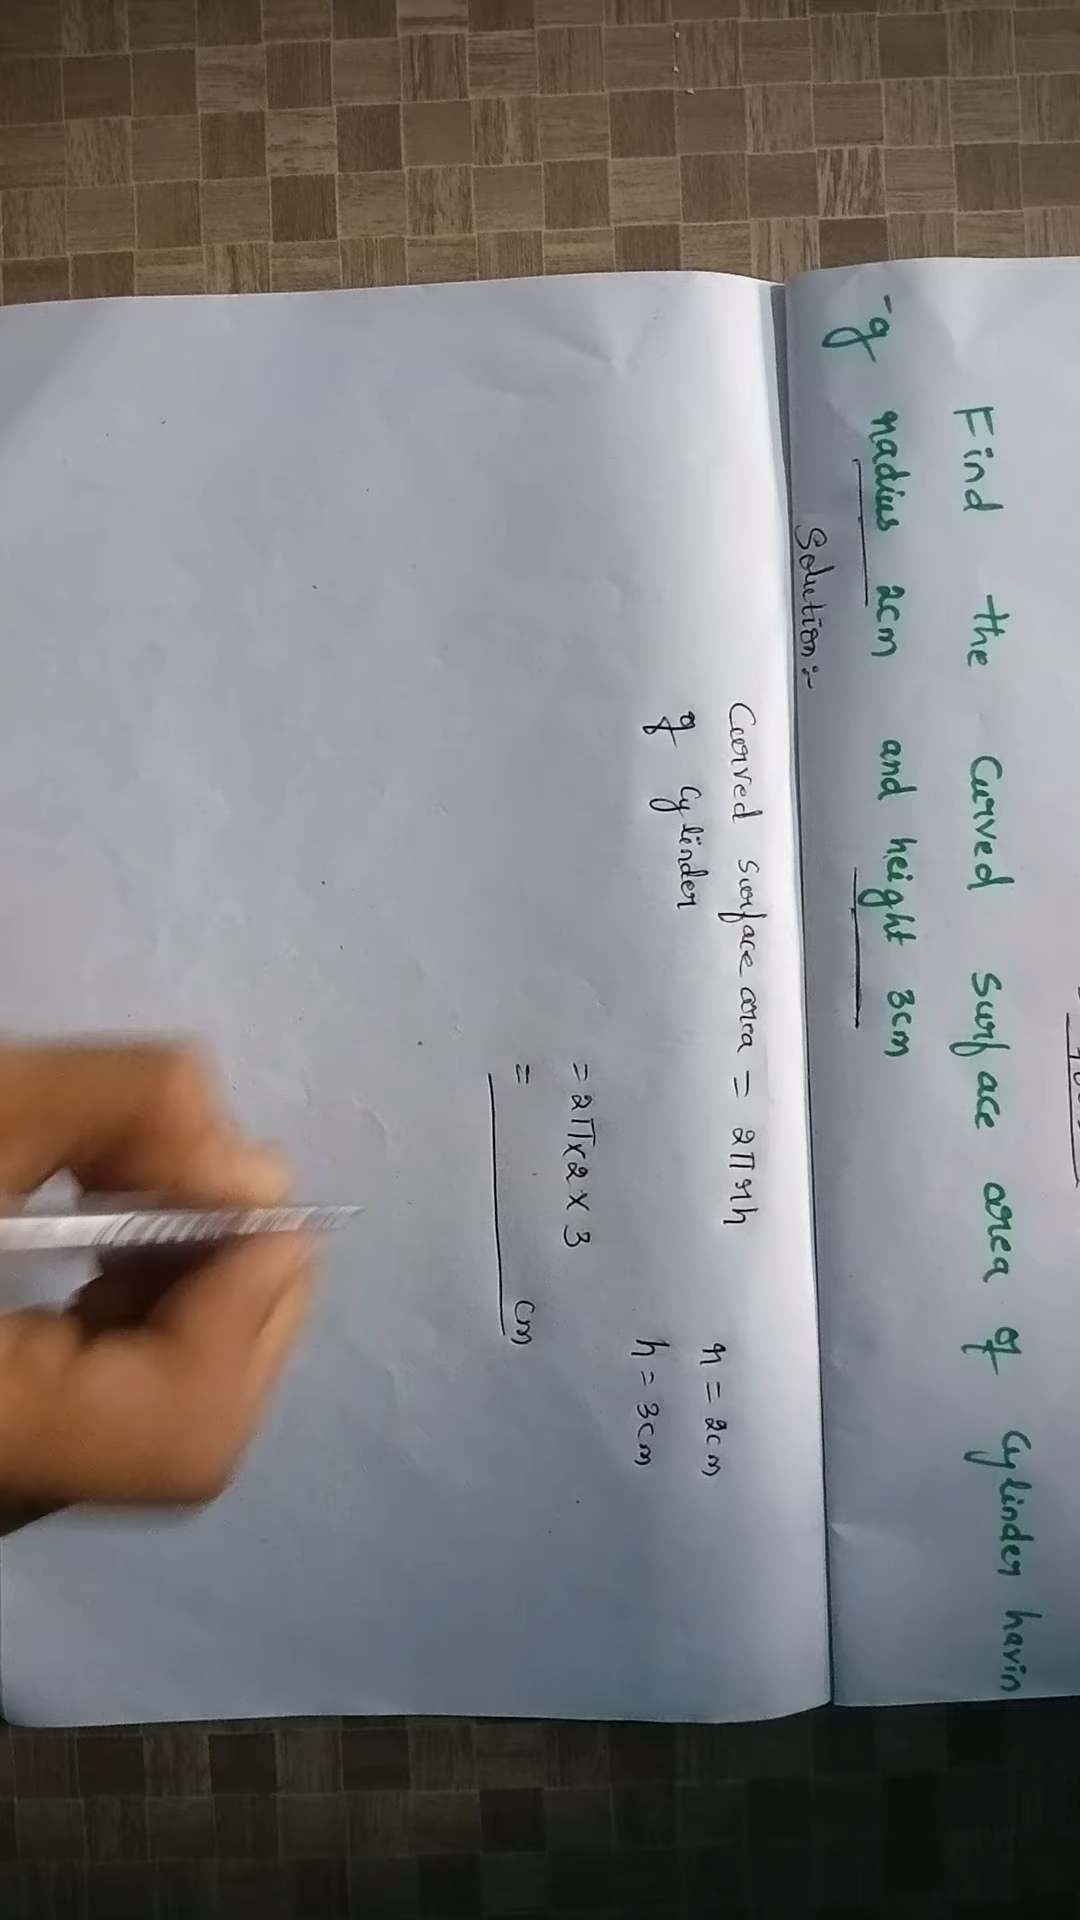 Find the Curved surface area of Cylinder havin
-g radius 2cm and height 3cm
Solution:-
Curved surface area = 2πrh
of Cylinder
r = 2cm
h = 3cm
= 2π×2×3
= cm